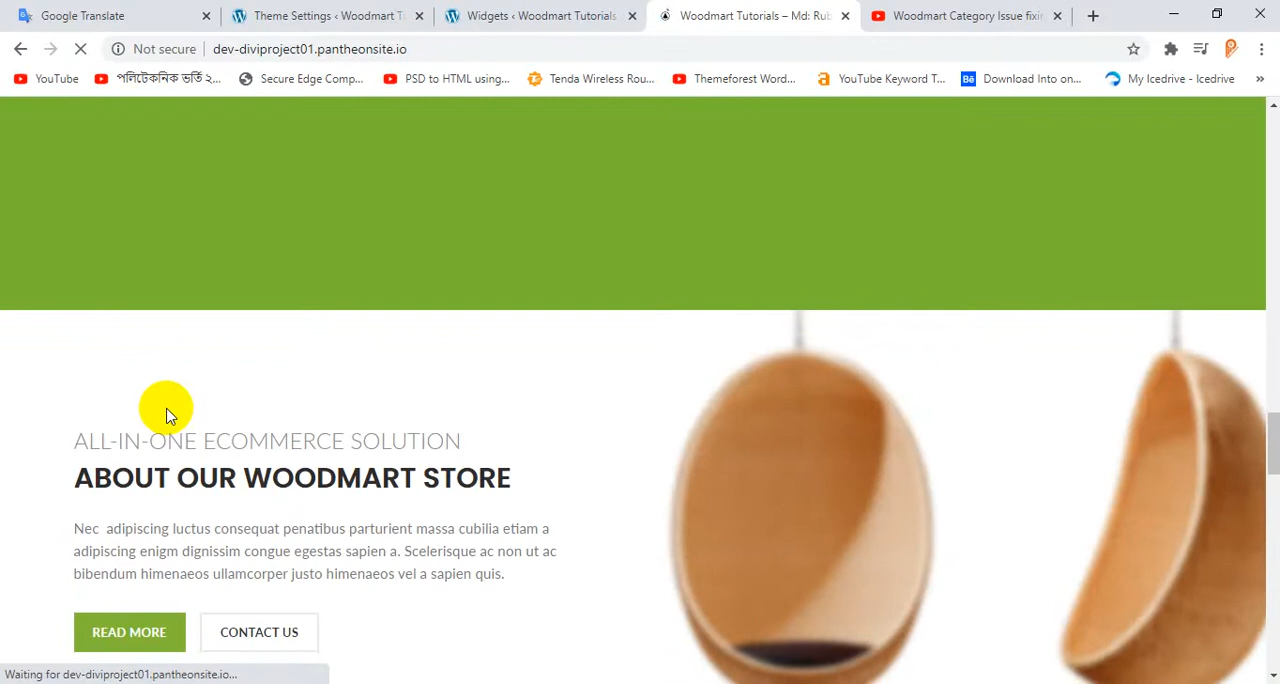 Google Translate
Theme Settings ‹ Woodmart T
Widgets ‹ Woodmart Tutorials
Woodmart Tutorials – Md: Rub
Woodmart Category Issue fixin
Not secure
dev-diviproject01.pantheonsite.io
YouTube
পলিটেকনিক ভর্তি ২...
Secure Edge Comp...
PSD to HTML using...
Tenda Wireless Rou...
Themeforest Word...
YouTube Keyword T...
Bē
Download Into on...
My Icedrive - Icedrive
»
ALL-IN-ONE ECOMMERCE SOLUTION
ABOUT OUR WOODMART STORE
Nec adipiscing luctus consequat penatibus parturient massa cubilia etiam a
adipiscing enigm dignissim congue egestas sapien a. Scelerisque ac non ut ac
bibendum himenaeos ullamcorper justo himenaeos vel a sapien quis.
READ MORE
CONTACT US
Waiting for dev-diviproject01.pantheonsite.io...